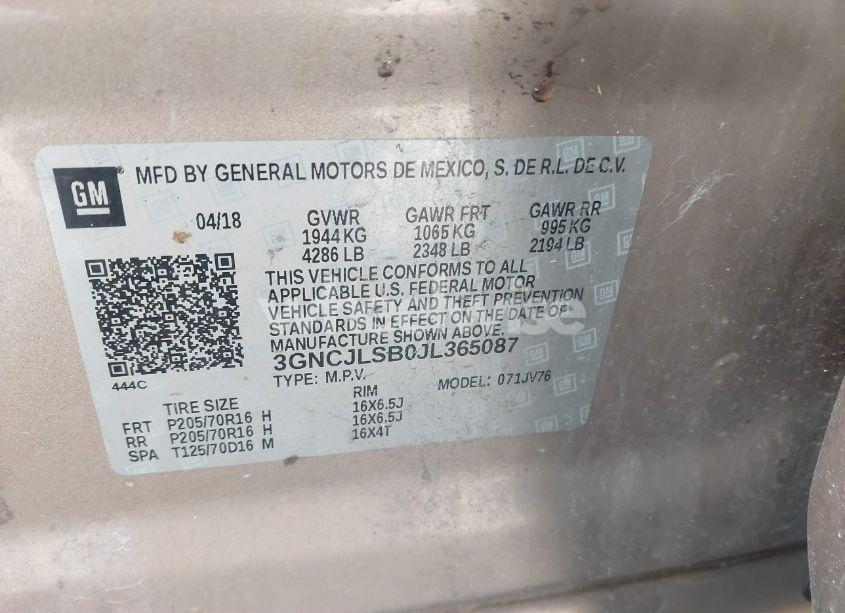 GM
MFD BY GENERAL MOTORS DE MEXICO, S. DE R.L. DE C.V.
04/18 GVWR GAWR FRT GAWR RR
1944 KG 1065 KG 995 KG
4286 LB 2348 LB 2194 LB
THIS VEHICLE CONFORMS TO ALL
APPLICABLE U.S. FEDERAL MOTOR
VEHICLE SAFETY AND THEFT PREVENTION
STANDARDS IN EFFECT ON THE DATE OF
MANUFACTURE SHOWN ABOVE.
3GNCJLSB0JL365087
444C
TYPE: M.P.V. MODEL: 071JV76
TIRE SIZE RIM
FRT P205/70R16 H 16X6.5J
RR P205/70R16 H 16X6.5J
SPA T125/70D16 M 16X4T